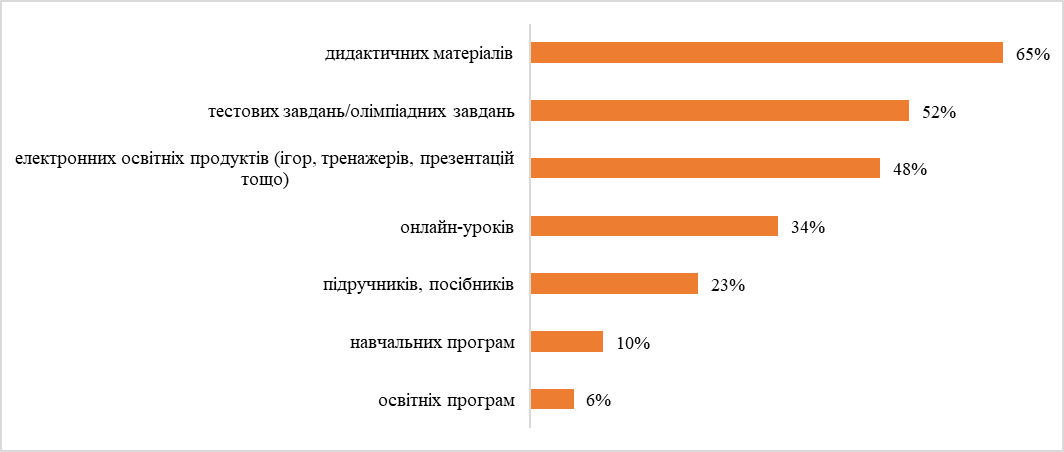 дидактичних матеріалів 65%
тестових завдань/олімпіадних завдань 52%
електронних освітніх продуктів (ігор, тренажерів, презентацій
тощо) 48%
онлайн-уроків 34%
підручників, посібників 23%
навчальних програм 10%
освітніх програм 6%